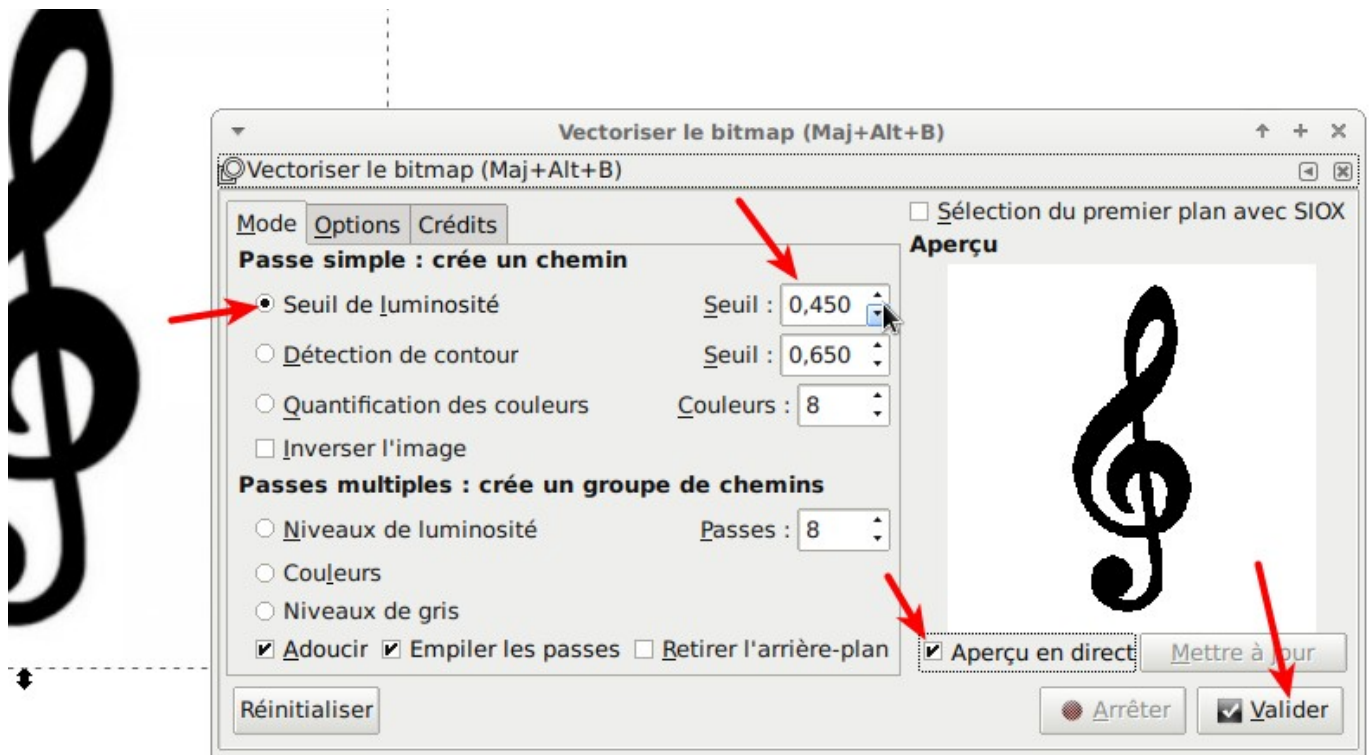 Vectoriser le bitmap (Maj+Alt+B)
Vectoriser le bitmap (Maj+Alt+B)
Mode Options Crédits
Sélection du premier plan avec SIOX
Aperçu
Passe simple : crée un chemin
Seuil de luminosité Seuil : 0,450
Détection de contour Seuil : 0,650
Quantification des couleurs Couleurs : 8
Inverser l'image
Passes multiples : crée un groupe de chemins
Niveaux de luminosité Passes : 8
Couleurs
Niveaux de gris
Adoucir Empiler les passes Retirer l'arrière-plan
Aperçu en direct Mettre à jour
Réinitialiser Arrêter Valider